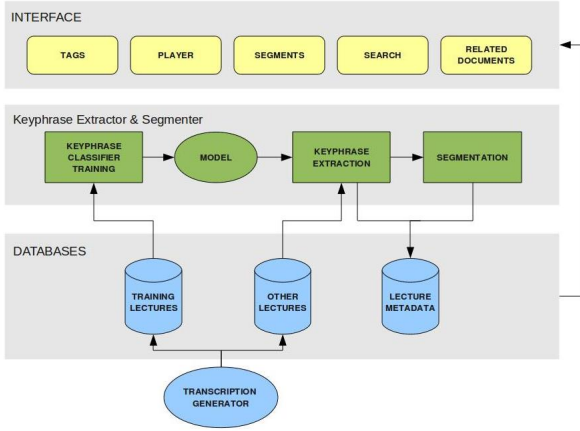 INTERFACE
TAGS
PLAYER
SEGMENTS
SEARCH
RELATED
DOCUMENTS
Keyphrase Extractor & Segmenter
KEYPHRASE
CLASSIFIER
TRAINING
MODEL
KEYPHRASE
EXTRACTION
SEGMENTATION
DATABASES
TRAINING
LECTURES
OTHER
LECTURES
LECTURE
METADATA
TRANSCRIPTION
GENERATOR